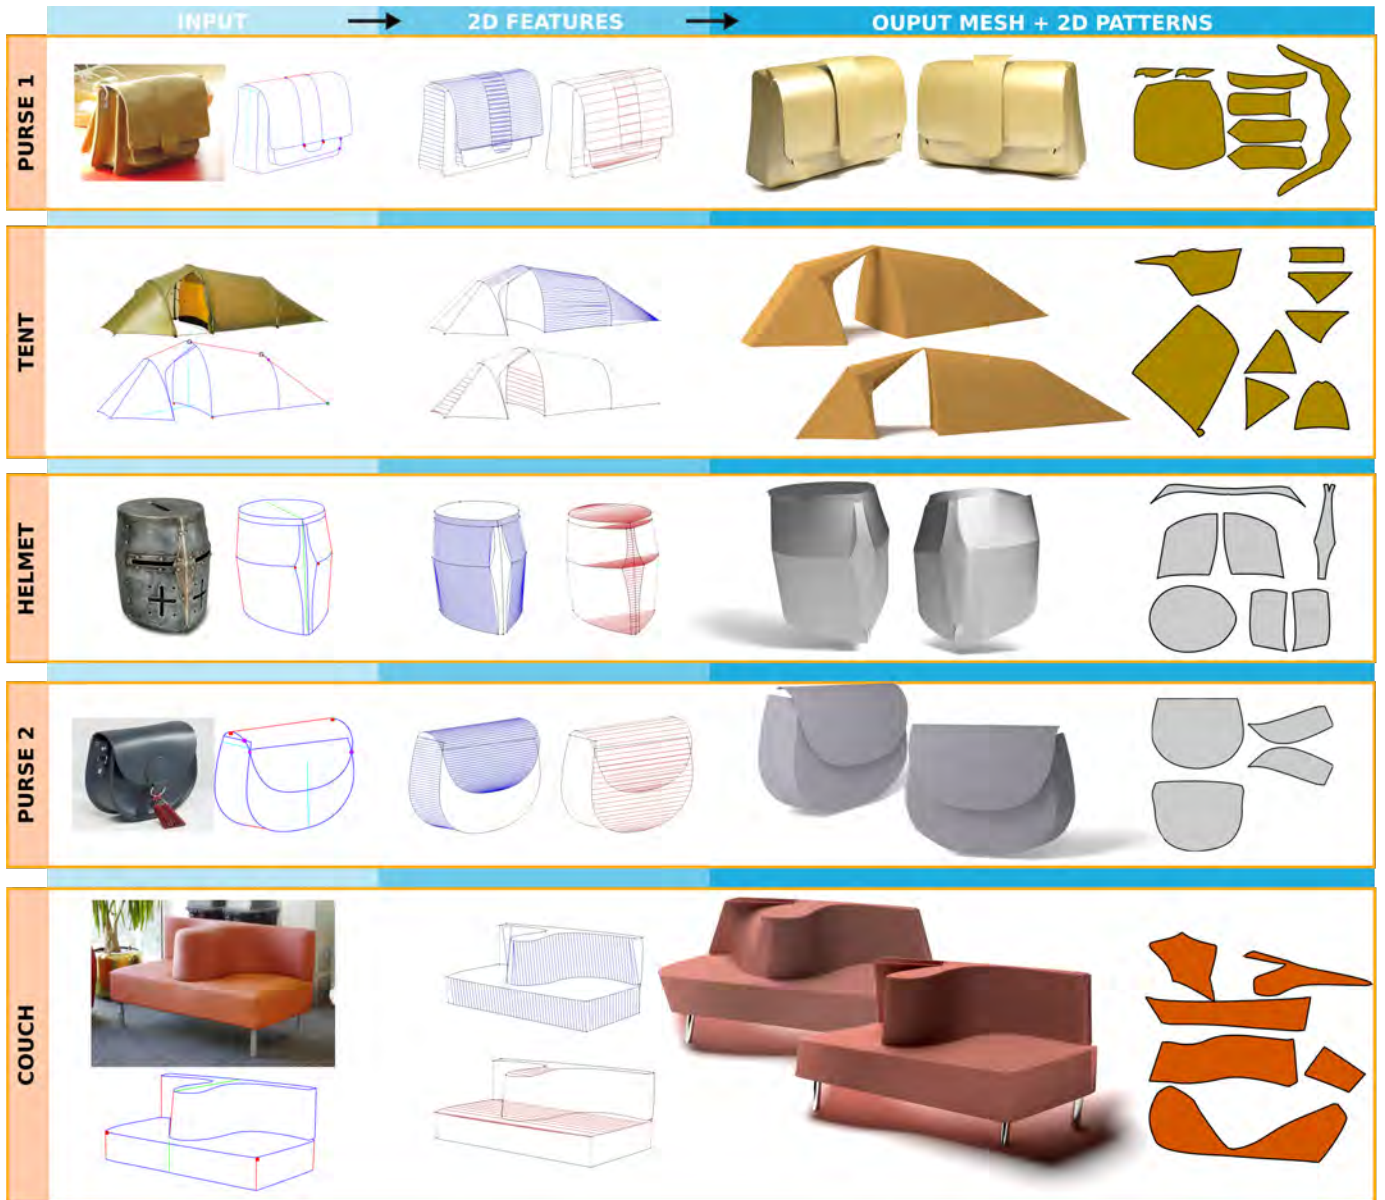 INPUT 2D FEATURES OUPUT MESH + 2D PATTERNS
PURSE 1
TENT
HELMET
PURSE 2
COUCH